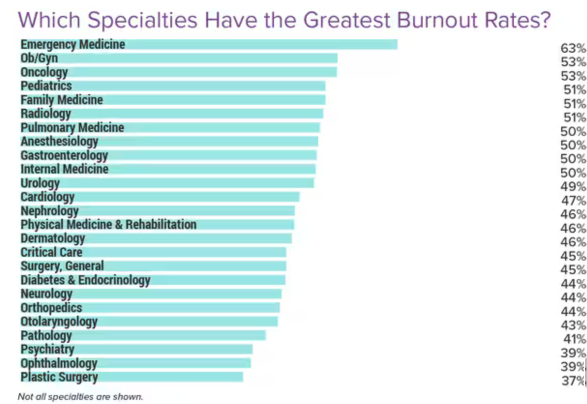 Which Specialties Have the Greatest Burnout Rates?
Emergency Medicine 63%
Ob/Gyn 53%
Oncology 53%
Pediatrics 51%
Family Medicine 51%
Radiology 51%
Pulmonary Medicine 50%
Anesthesiology 50%
Gastroenterology 50%
Internal Medicine 50%
Urology 49%
Cardiology 47%
Nephrology 46%
Physical Medicine & Rehabilitation 46%
Dermatology 46%
Critical Care 45%
Surgery, General 45%
Diabetes & Endocrinology 44%
Neurology 44%
Orthopedics 44%
Otolaryngology 43%
Pathology 41%
Psychiatry 39%
Ophthalmology 39%
Plastic Surgery 37%
Not all specialties are shown.